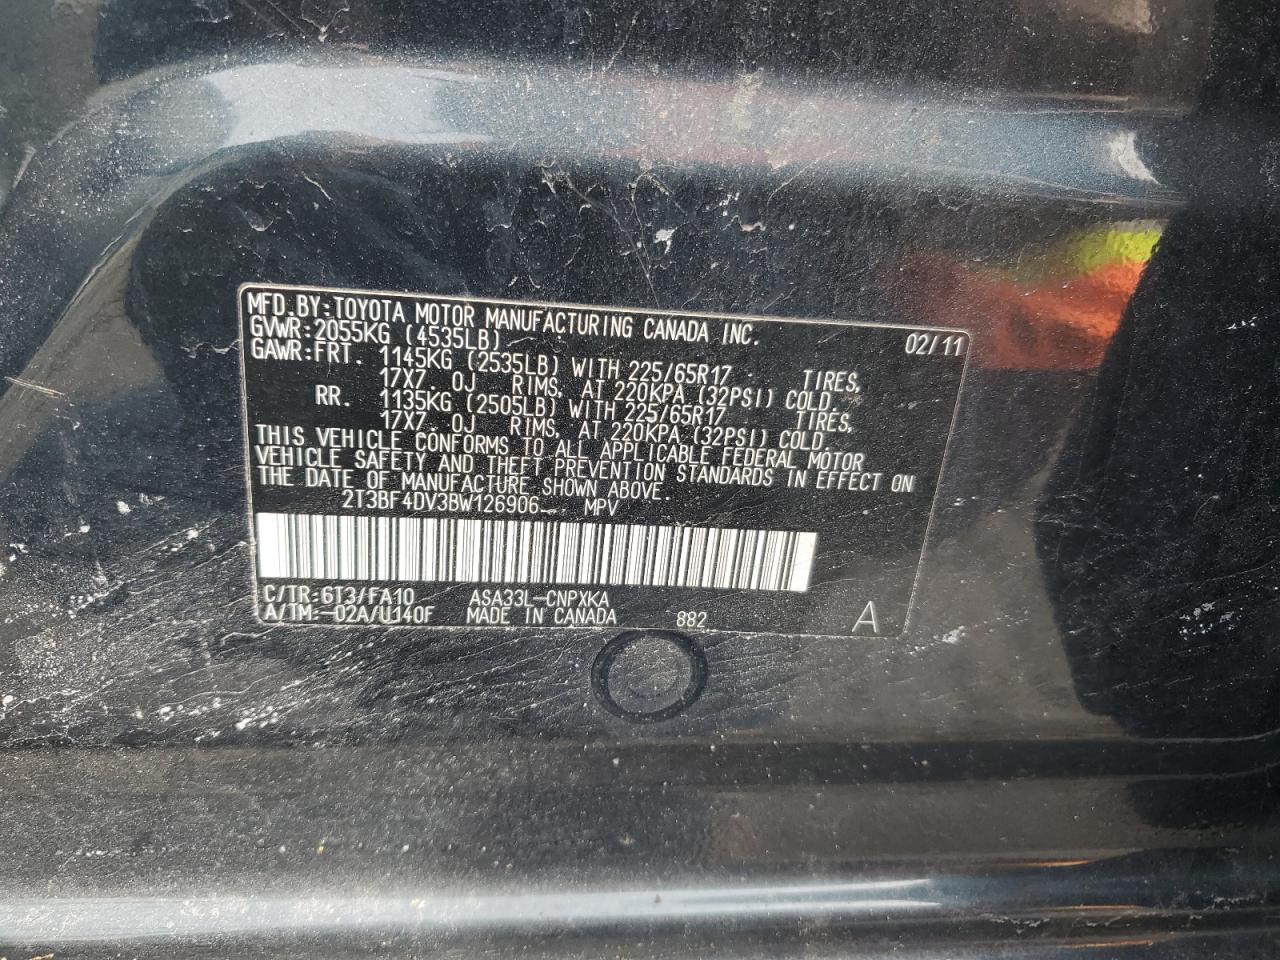 MFD.BY:TOYOTA MOTOR MANUFACTURING CANADA INC.
GVWR:2055KG (4535LB) 02/11
GAWR:FRT. 1145KG (2535LB) WITH 225/65R17 TIRES,
17X7.0J RIMS, AT 220KPA (32PSI) COLD.
RR. 1135KG (2505LB) WITH 225/65R17 TIRES,
17X7.0J RIMS, AT 220KPA (32PSI) COLD.
THIS VEHICLE CONFORMS TO ALL APPLICABLE FEDERAL MOTOR
VEHICLE SAFETY AND THEFT PREVENTION STANDARDS IN EFFECT ON
THE DATE OF MANUFACTURE SHOWN ABOVE.
2T3BF4DV3BW126906 MPV
C/TR:6T3/FA10 ASA33L-CNPXKA
A/TM:-02A/U140F MADE IN CANADA 882 A